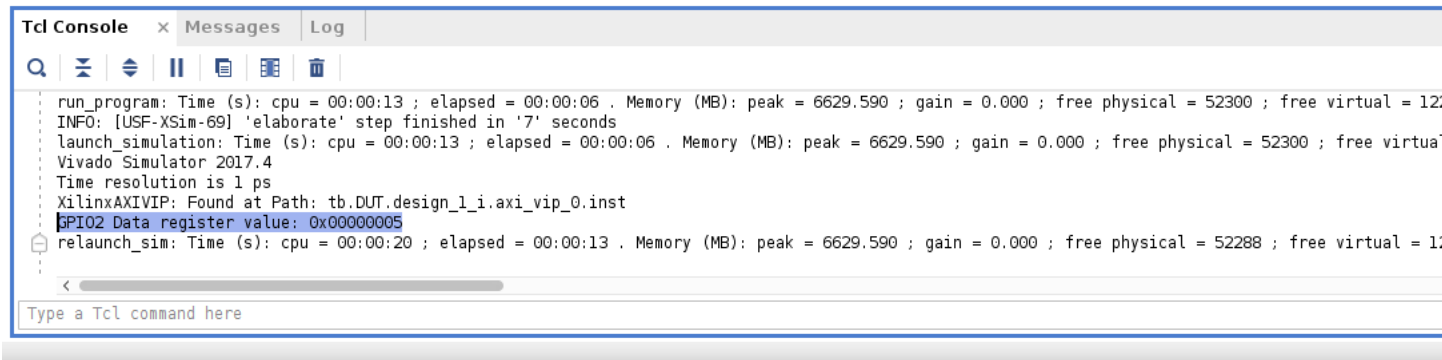 Tcl Console × Messages Log
run_program: Time (s): cpu = 00:00:13 ; elapsed = 00:00:06 . Memory (MB): peak = 6629.590 ; gain = 0.000 ; free physical = 52300 ; free virtual = 122
INFO: [USF-XSim-69] 'elaborate' step finished in '7' seconds
launch_simulation: Time (s): cpu = 00:00:13 ; elapsed = 00:00:06 . Memory (MB): peak = 6629.590 ; gain = 0.000 ; free physical = 52300 ; free virtua
Vivado Simulator 2017.4
Time resolution is 1 ps
XilinxAXIVIP: Found at Path: tb.DUT.design_1_i.axi_vip_0.inst
GPIO2 Data register value: 0x00000005
relaunch_sim: Time (s): cpu = 00:00:20 ; elapsed = 00:00:13 . Memory (MB): peak = 6629.590 ; gain = 0.000 ; free physical = 52288 ; free virtual = 12
Type a Tcl command here